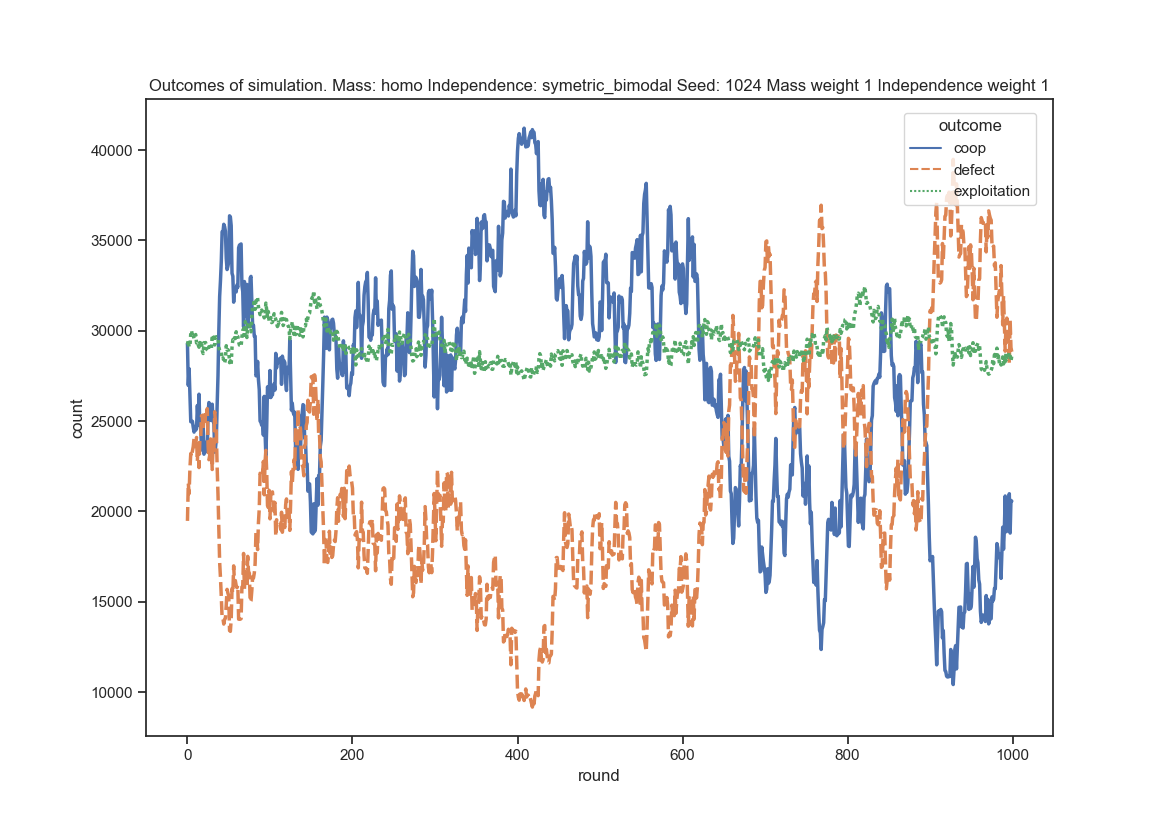 Outcomes of simulation. Mass: homo Independence: symetric_bimodal Seed: 1024 Mass weight 1 Independence weight 1
outcome
coop
defect
exploitation
40000
35000
30000
25000
20000
15000
10000
count
0 200 400 600 800 1000
round